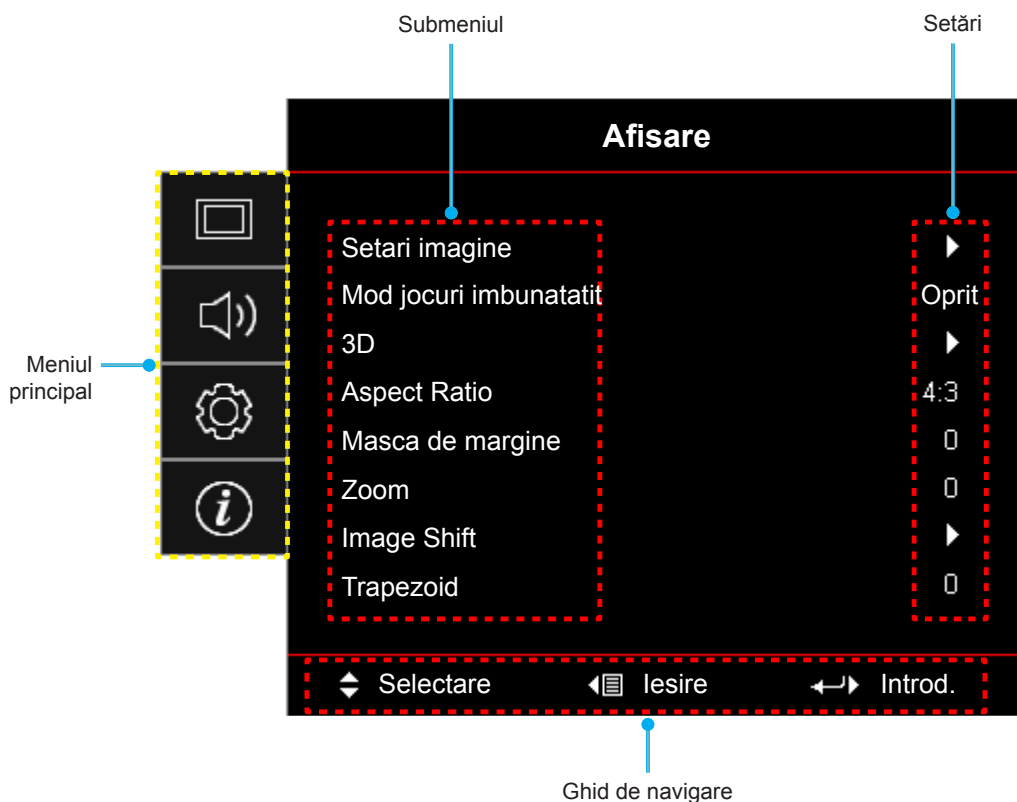 Submeniul
Setări
Afisare
Meniul
principal
Setari imagine
Mod jocuri imbunatatit Oprit
3D
Aspect Ratio 4:3
Masca de margine 0
Zoom 0
Image Shift
Trapezoid 0
Selectare Iesire Introd.
Ghid de navigare